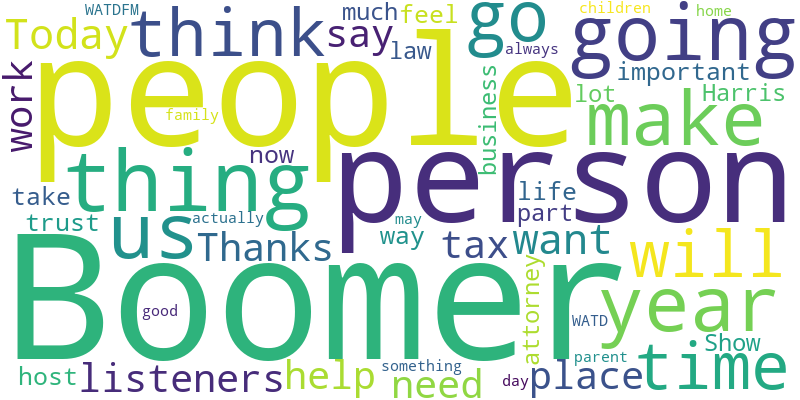 WATDFM
Today
think
say
much
feel
law
go
always
children
home
going
people
work
family
business
important
lot
Harris
make
thing
now
person
take
trust
us
actually
Thanks
may
way
tax
life
part
want
will
Boomer
good
attorney
WATD
year
Show
host
listeners
help
something
need
day
place
parent
time